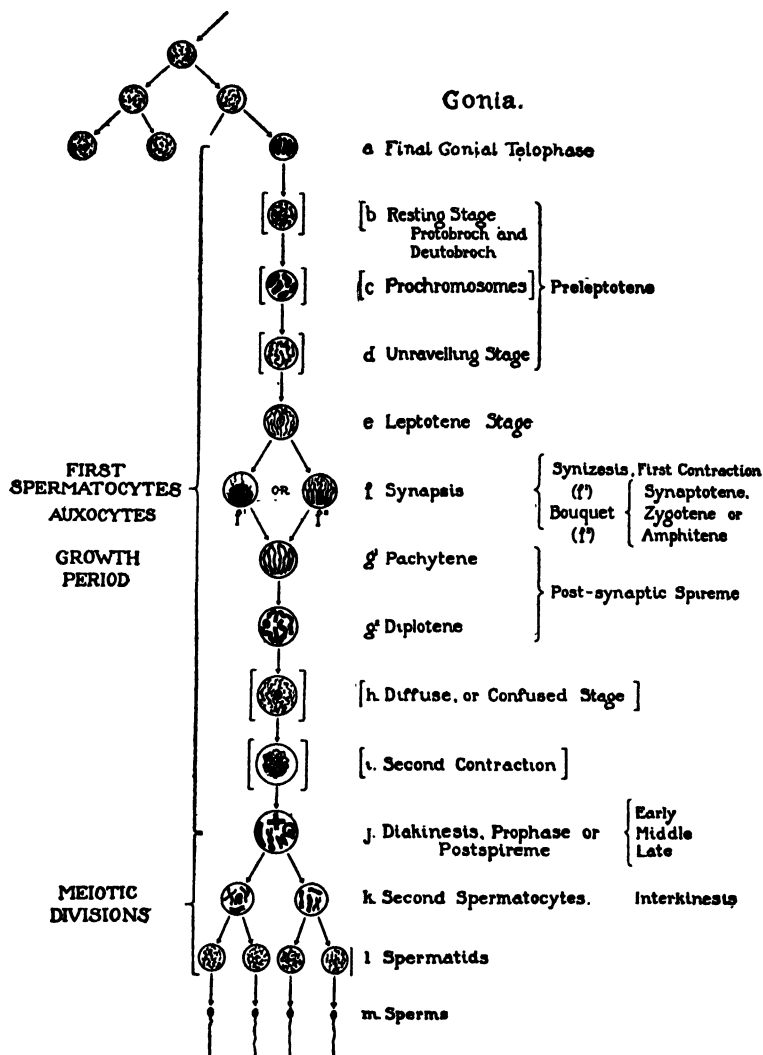 Gonia.
a Final Gonial Telophase
[b Resting Stage
Protobroch and
Deutobroch
[c Prochromosomes]
Preleptotene
d Unravelling Stage
e Leptotene Stage
FIRST
SPERMATOCYTES
AUXOCYTES
GROWTH
PERIOD
OR
f' f"
f Synapsis
Synizesis, First Contraction
(f')
Bouquet
(f")
Synaptotene,
Zygotene or
Amphitene
g' Pachytene
g" Diplotene
Post-synaptic Spireme
[h. Diffuse, or Confused Stage]
[i. Second Contraction]
j. Diakinesis, Prophase or
Postspireme
Early
Middle
Late
MEIOTIC
DIVISIONS
k. Second Spermatocytes. Interkinesis
l Spermatids
m. Sperms